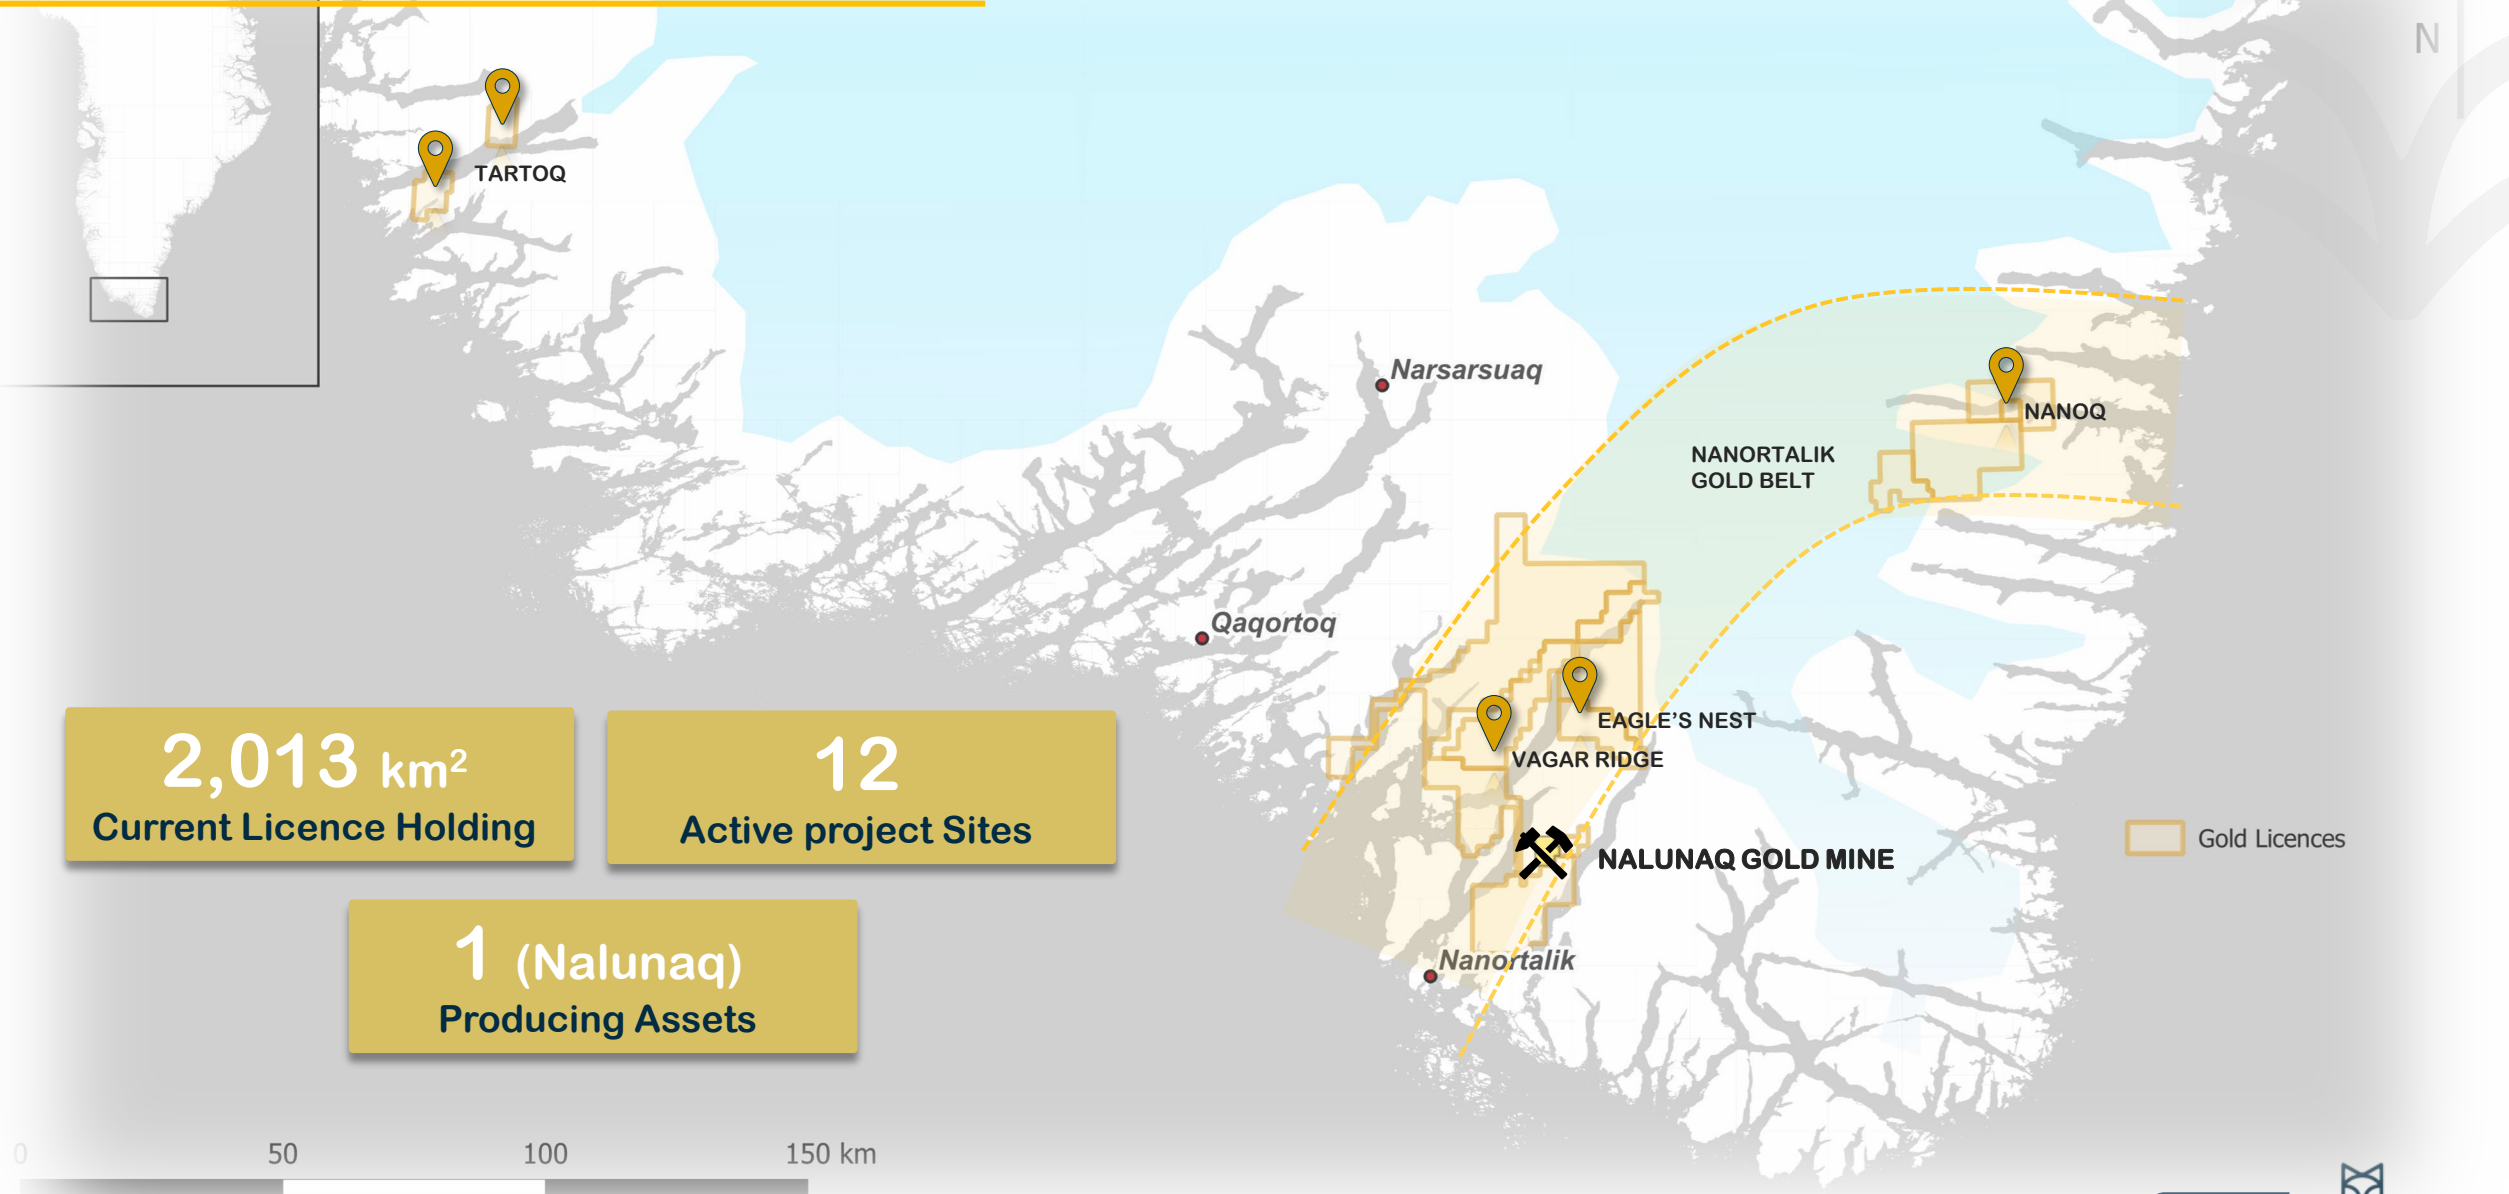 N
TARTOQ
Narsarsuaq
NANOQ
NANORTALIK
GOLD BELT
Qaqortoq
EAGLE'S NEST
VAGAR RIDGE
2,013 km²
Current Licence Holding
12
Active project Sites
Gold Licences
NALUNAQ GOLD MINE
1 (Nalunaq)
Producing Assets
Nanortalik
0 50 100 150 km